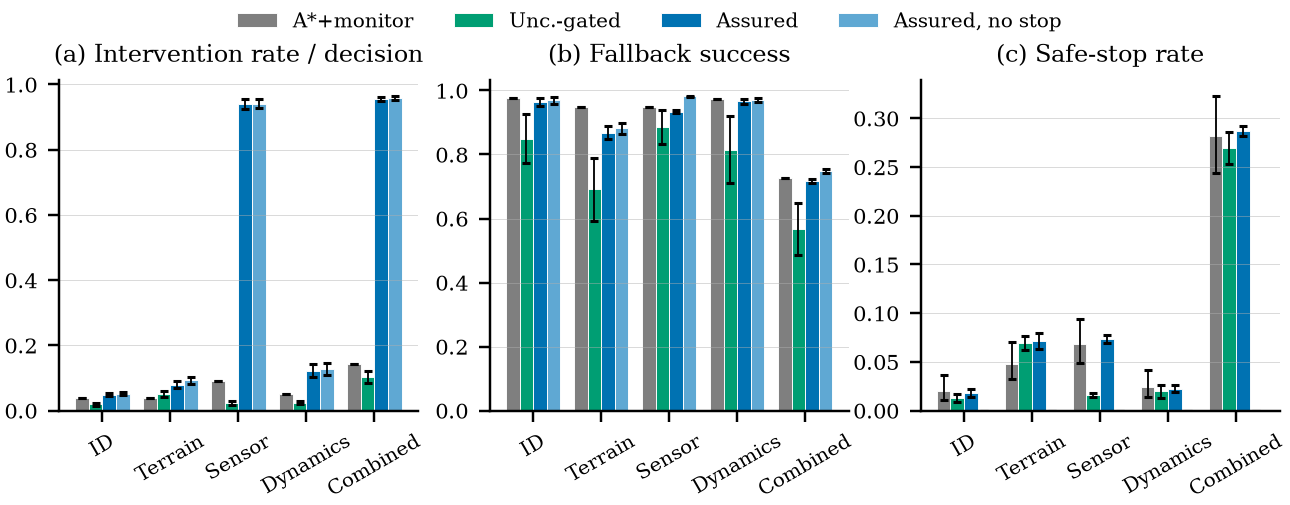 A*+monitor Unc.-gated Assured Assured, no stop
(a) Intervention rate / decision
1.0
0.8
0.6
0.4
0.2
0.0
ID Terrain Sensor Dynamics Combined
(b) Fallback success
1.0
0.8
0.6
0.4
0.2
0.0
ID Terrain Sensor Dynamics Combined
(c) Safe-stop rate
0.30
0.25
0.20
0.15
0.10
0.05
0.00
ID Terrain Sensor Dynamics Combined